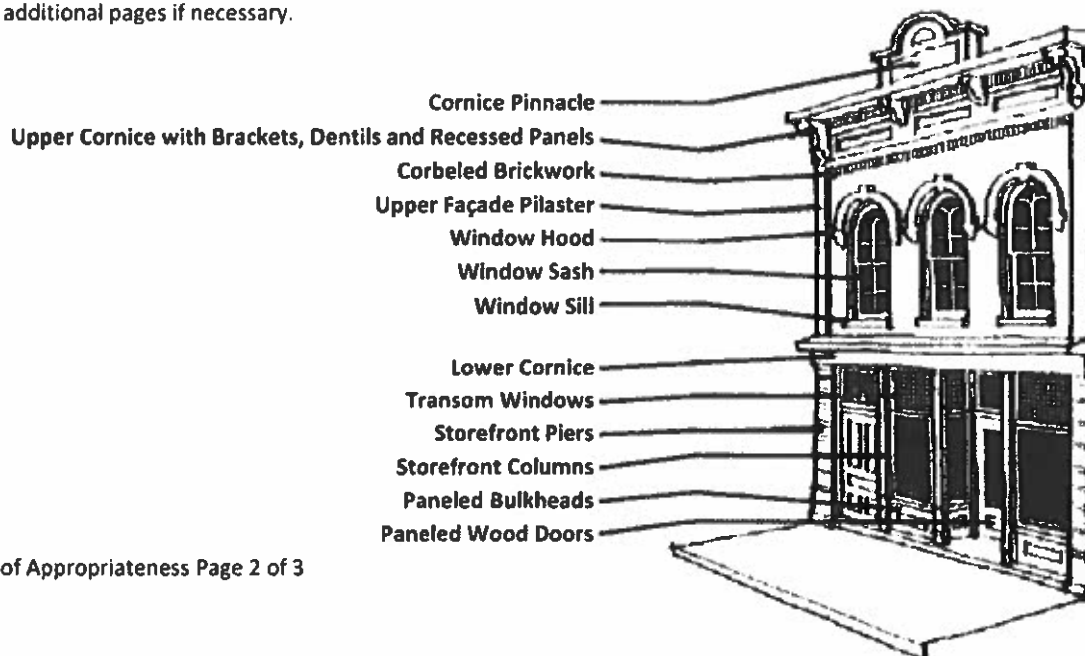 additional pages if necessary.
Cornice Pinnacle
Upper Cornice with Brackets, Dentils and Recessed Panels
Corbeled Brickwork
Upper Façade Pilaster
Window Hood
Window Sash
Window Sill
Lower Cornice
Transom Windows
Storefront Piers
Storefront Columns
Paneled Bulkheads
Paneled Wood Doors
of Appropriateness Page 2 of 3